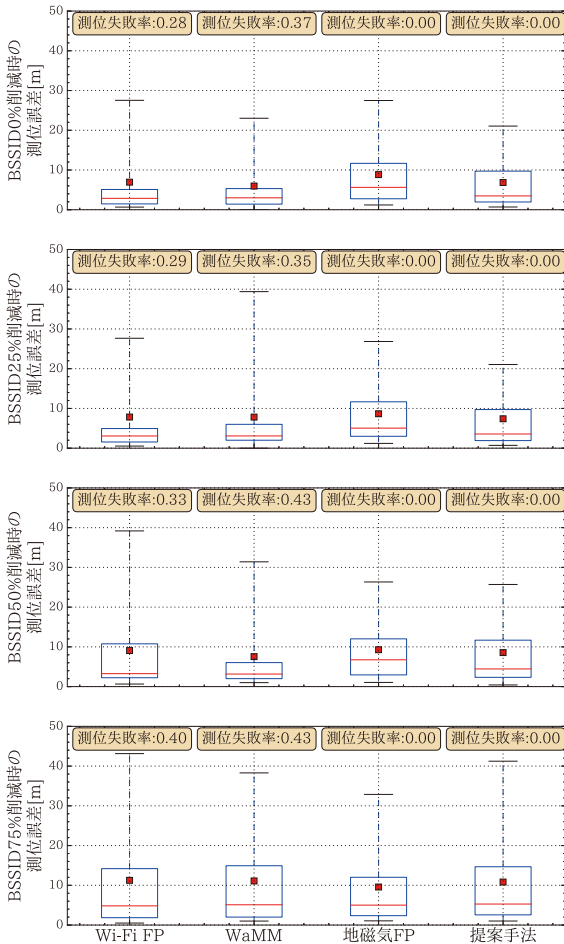 測位失敗率:0.28 測位失敗率:0.37 測位失敗率:0.00 測位失敗率:0.00
BSSID0%削減時の
測位誤差[m]
50
40
30
20
10
0
測位失敗率:0.29 測位失敗率:0.35 測位失敗率:0.00 測位失敗率:0.00
BSSID25%削減時の
測位誤差[m]
50
40
30
20
10
0
測位失敗率:0.33 測位失敗率:0.43 測位失敗率:0.00 測位失敗率:0.00
BSSID50%削減時の
測位誤差[m]
50
40
30
20
10
0
測位失敗率:0.40 測位失敗率:0.43 測位失敗率:0.00 測位失敗率:0.00
BSSID75%削減時の
測位誤差[m]
50
40
30
20
10
0
Wi-Fi FP WaMM 地磁気FP 提案手法